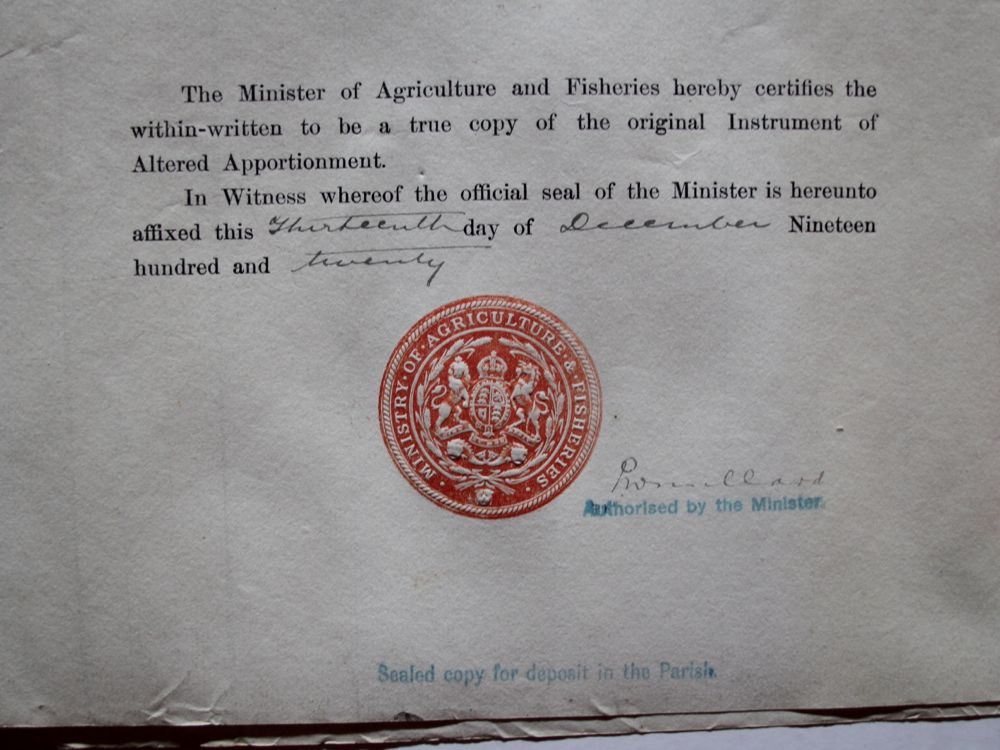 The Minister of Agriculture and Fisheries hereby certifies the
within-written to be a true copy of the original Instrument of
Altered Apportionment.
In Witness whereof the official seal of the Minister is hereunto
affixed this Thirteenth day of December Nineteen
hundred and twenty
MINISTRY · OF · AGRICULTURE · & · FISHERIES ·
Authorised by the Minister.
Sealed copy for deposit in the Parish.